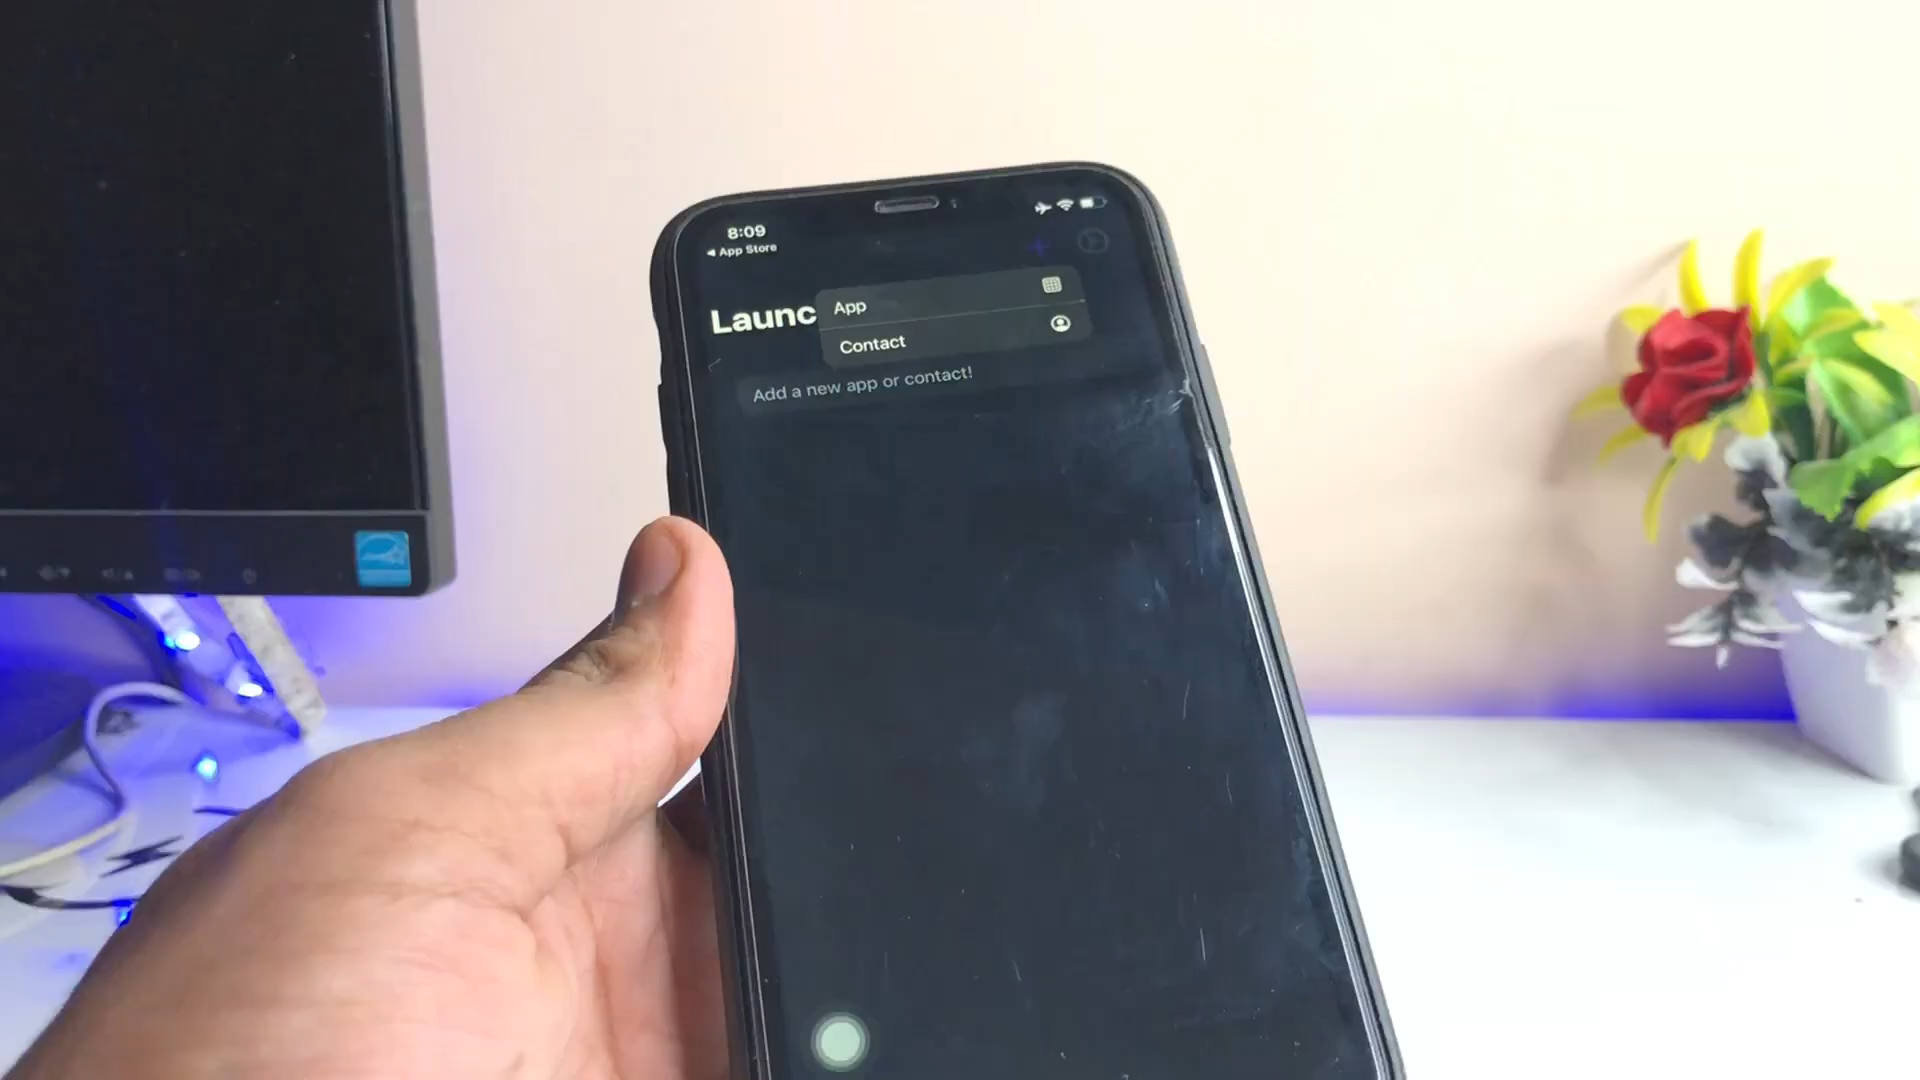 8:09
◀ App Store
Launc
App
Contact
Add a new app or contact!